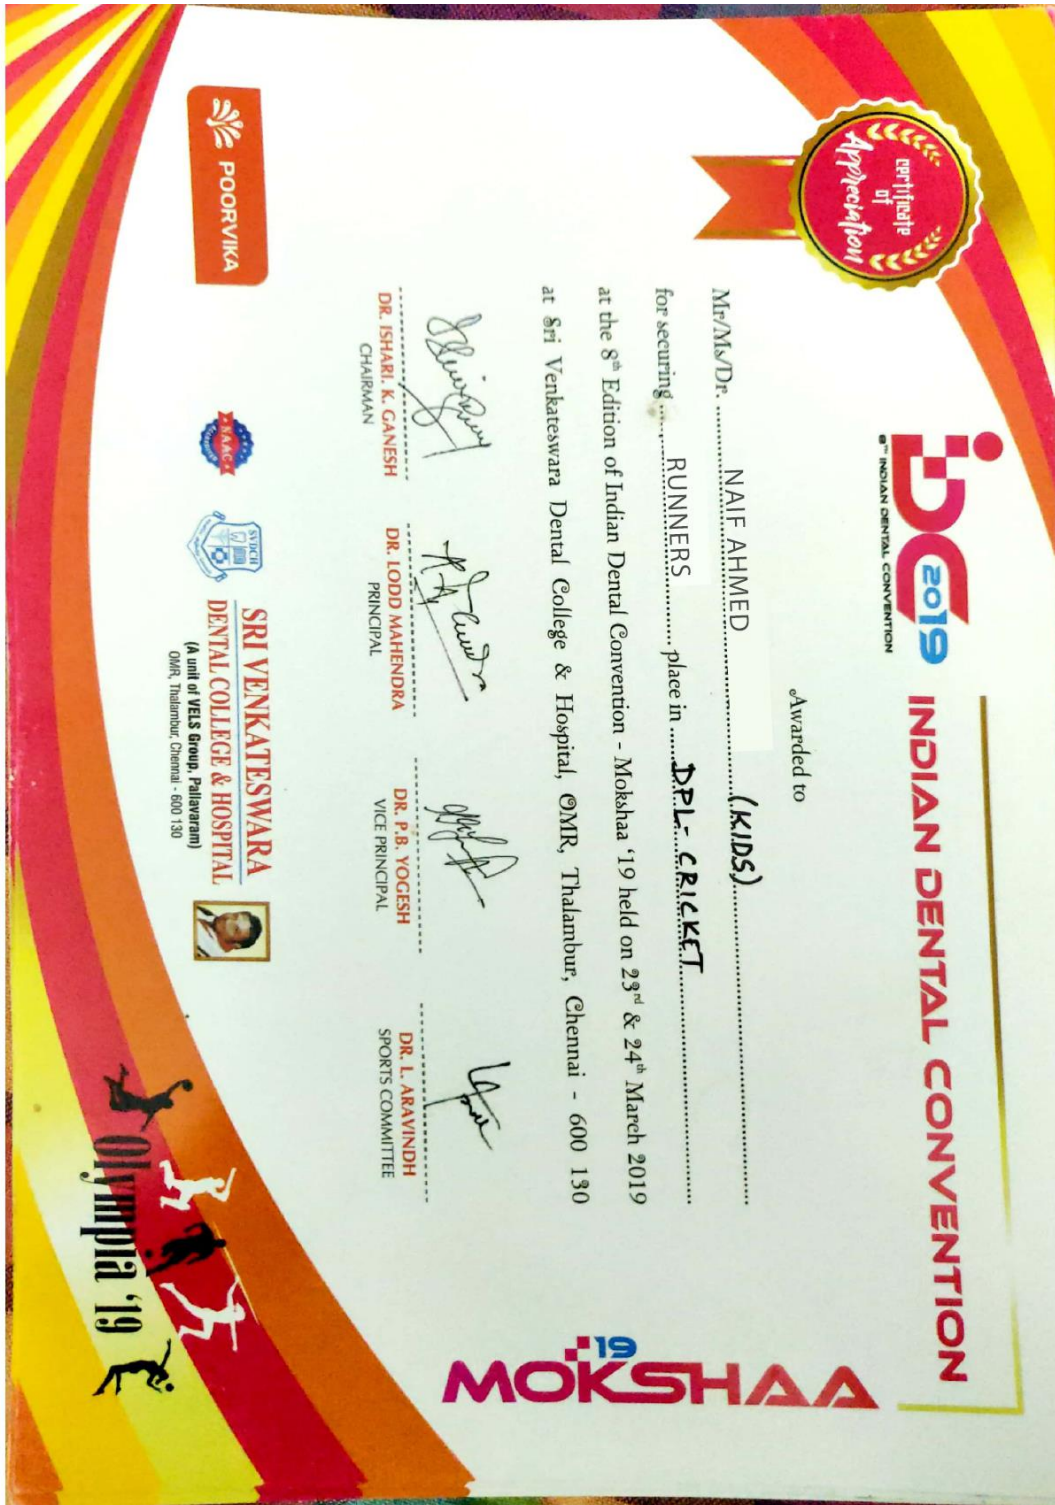 certificate
of
Appreciation
IDC 2019
8TH INDIAN DENTAL CONVENTION
INDIAN DENTAL CONVENTION
19
MOKSHAA
Awarded to
Mr/Ms/Dr. NAIF AHMED (KIDS)
for securing RUNNERS place in DPL- CRICKET
at the 8th Edition of Indian Dental Convention - Mokshaa '19 held on 23rd & 24th March 2019
at Sri Venkateswara Dental College & Hospital, OMR, Thalambur, Chennai - 600 130
DR. ISHARI. K. GANESH
CHAIRMAN
DR. LODD MAHENDRA
PRINCIPAL
DR. P.B. YOGESH
VICE PRINCIPAL
DR. L. ARAVINDH
SPORTS COMMITTEE
POORVIKA
NAAC
SVDCH
SRI VENKATESWARA
DENTAL COLLEGE & HOSPITAL
(A unit of VELS Group, Pallavaram)
OMR, Thalambur, Chennai - 600 130
Olympia '19